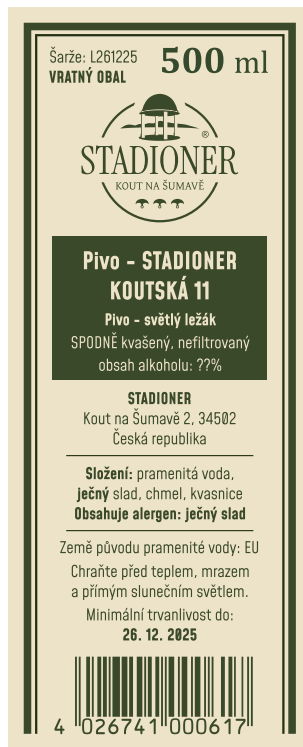 Šarže: L261225
VRATNÝ OBAL
500 ml
®
STADIONER
KOUT NA ŠUMAVĚ
Pivo - STADIONER
KOUTSKÁ 11
Pivo - světlý ležák
SPODNĚ kvašený, nefiltrovaný
obsah alkoholu: ??%
STADIONER
Kout na Šumavě 2, 34502
Česká republika
Složení: pramenitá voda,
ječný slad, chmel, kvasnice
Obsahuje alergen: ječný slad
Země původu pramenité vody: EU
Chraňte před teplem, mrazem
a přímým slunečním světlem.
Minimální trvanlivost do:
26. 12. 2025
4 026741 000617